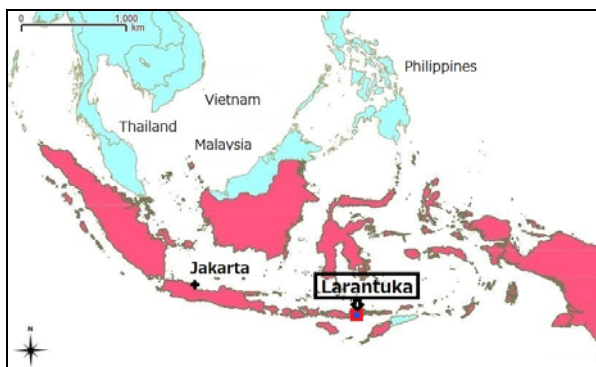 0 1,000
km
Philippines
Vietnam
Thailand
Malaysia
Jakarta
Larantuka
N